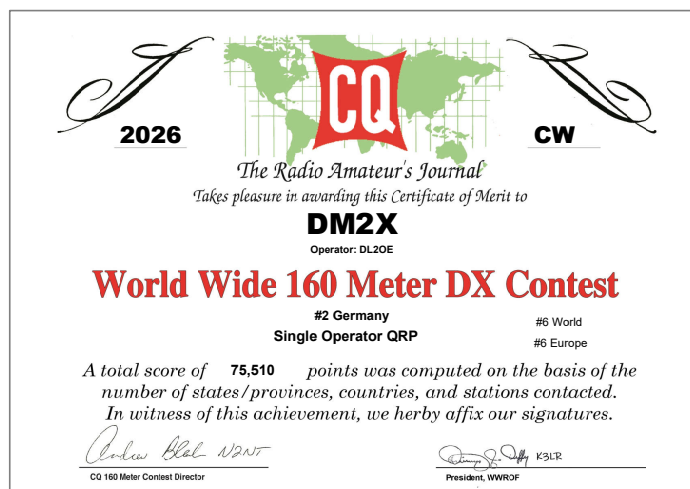 2026
CQ
CW
The Radio Amateur's Journal
Takes pleasure in awarding this Certificate of Merit to
DM2X
Operator: DL2OE
World Wide 160 Meter DX Contest
#2 Germany
Single Operator QRP
#6 World
#6 Europe
A total score of 75,510 points was computed on the basis of the
number of states/provinces, countries, and stations contacted.
In witness of this achievement, we herby affix our signatures.
Andrew Blank N2NT
K3LR
CQ 160 Meter Contest Director
President, WWROF